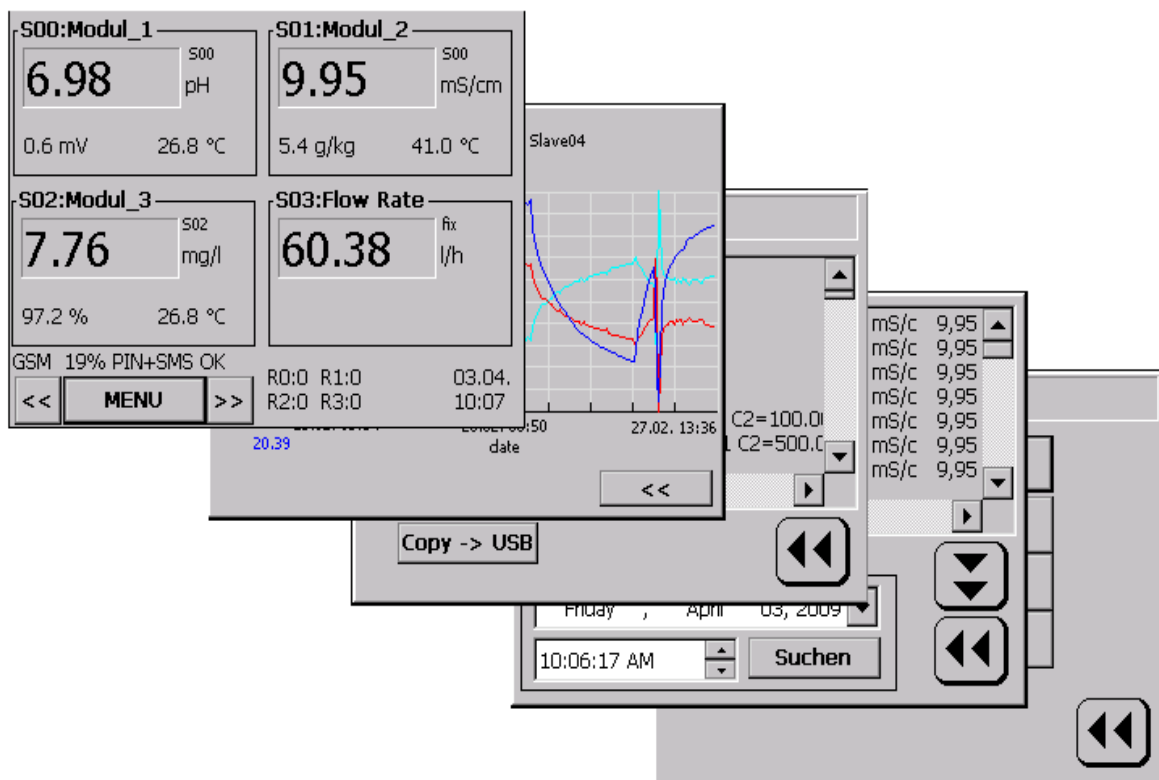 S00:Modul_1
6.98
S00
pH
0.6 mV 26.8 °C
S01:Modul_2
9.95
S00
mS/cm
5.4 g/kg 41.0 °C
S02:Modul_3
7.76
S02
mg/l
97.2 % 26.8 °C
S03:Flow Rate
60.38
fix
l/h
GSM 19% PIN+SMS OK
<< MENU >>
R0:0 R1:0 03.04.
R2:0 R3:0 10:07
Slave04
27.02. 13:36
20.39
date
<<
C2=100.0
C2=500.0
Copy -> USB
mS/c 9,95
mS/c 9,95
mS/c 9,95
mS/c 9,95
mS/c 9,95
mS/c 9,95
mS/c 9,95
Friday , April 03, 2009
10:06:17 AM
Suchen